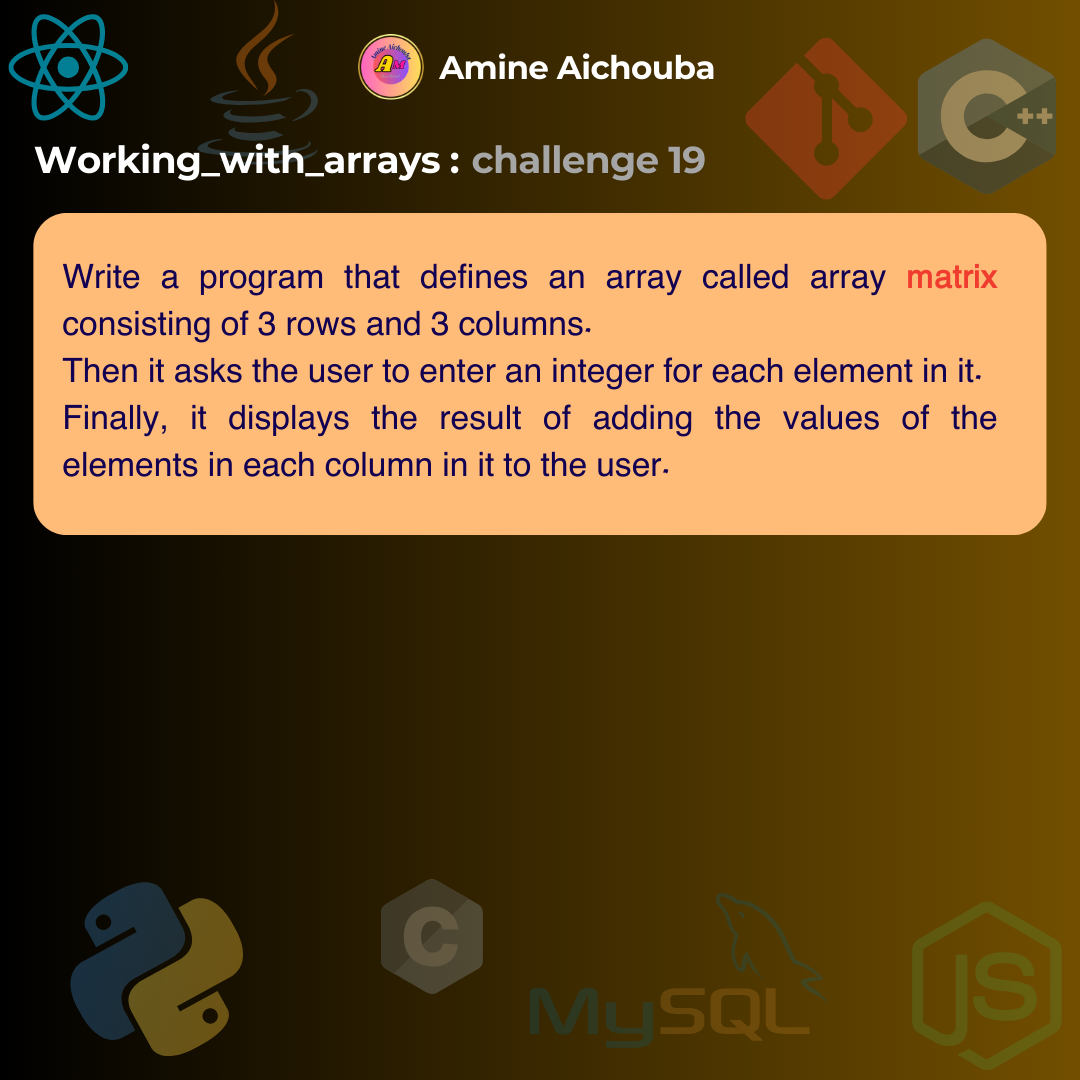 Amine Aichouba
Amine Aichouba
AM
C++
Working_with_arrays : challenge 19
Write a program that defines an array called array matrix
consisting of 3 rows and 3 columns.
Then it asks the user to enter an integer for each element in it.
Finally, it displays the result of adding the values of the
elements in each column in it to the user.
C
MySQL
JS